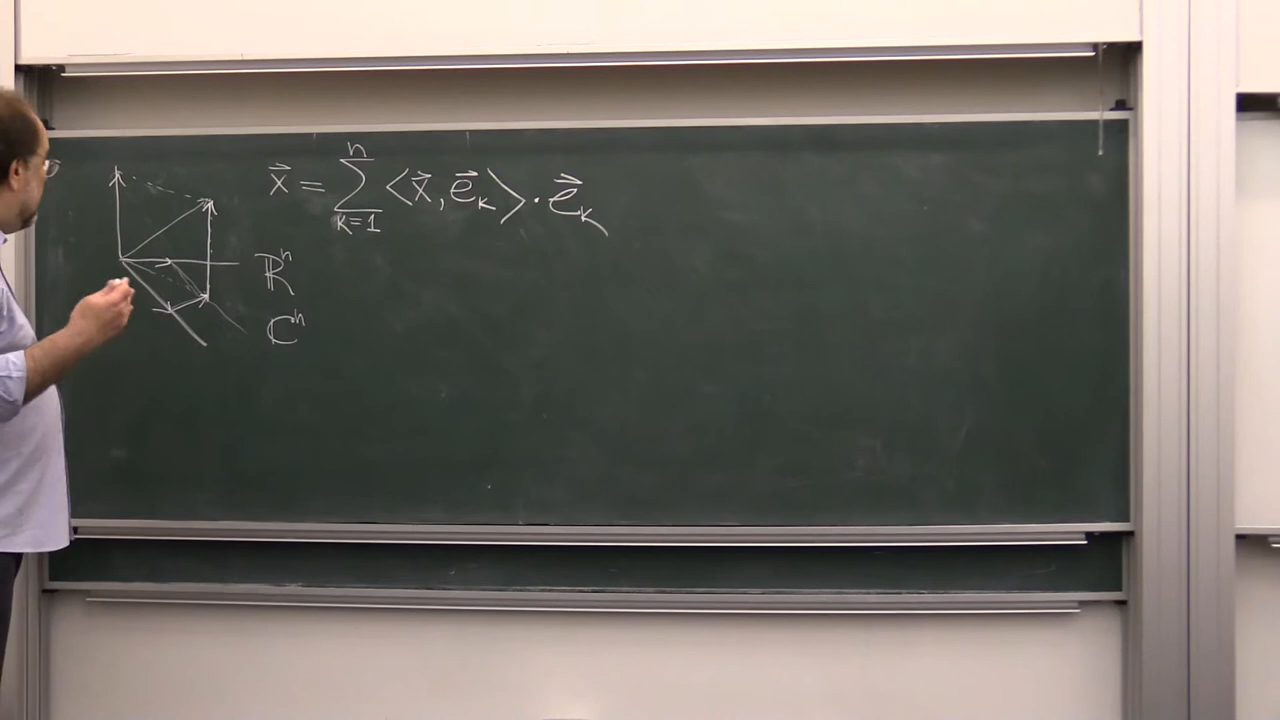 x⃗ = ∑_{k=1}^{n} <x⃗, e⃗_k> · e⃗_k
ℝⁿ
ℂⁿ